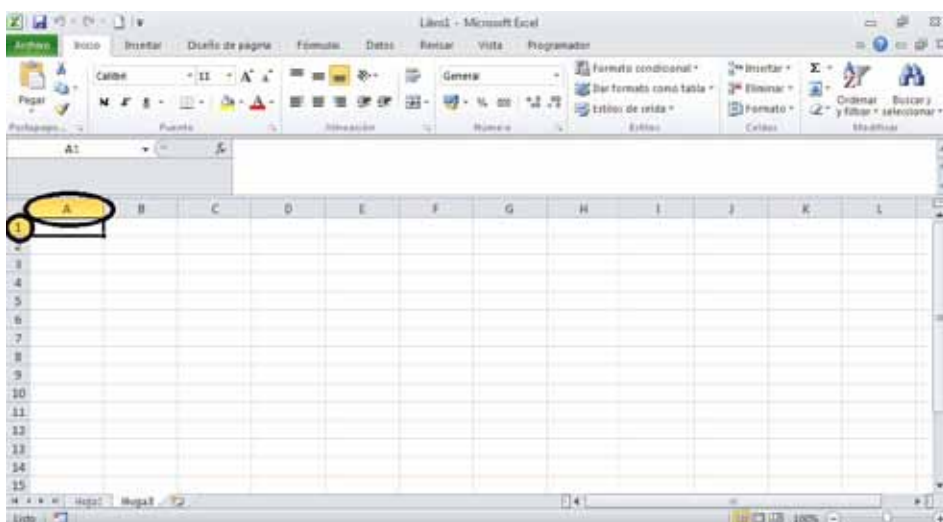 Libro1 - Microsoft Excel
Archivo Inicio Insertar Diseño de página Fórmulas Datos Revisar Vista Programador
Calibri 11 General Formato condicional Insertar Σ
Pegar Dar formato como tabla Eliminar Ordenar Buscar y
N Estilos de celda Formato y filtrar seleccionar
Portapapeles... Fuente Alineación Número Estilos Celdas Modificar
A1 fx
A B C D E F G H I J K L
1
2
3
4
5
6
7
8
9
10
11
12
13
14
15
Hoja3
Listo 100%